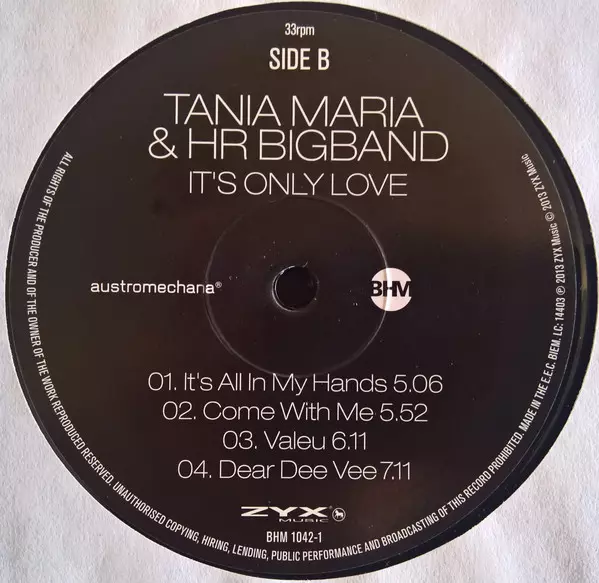 33rpm
SIDE B
TANIA MARIA
& HR BIGBAND
IT'S ONLY LOVE
austromechana®
BHM
01. It's All In My Hands 5.06
02. Come With Me 5.52
03. Valeu 6.11
04. Dear Dee Vee 7.11
ZYX
MUSIC
BHM 1042-1
ALL RIGHTS OF THE PRODUCER AND OF THE OWNER OF THE WORK REPRODUCED RESERVED. UNAUTHORISED COPYING, HIRING, LENDING, PUBLIC PERFORMANCE AND BROADCASTING OF THIS RECORD PROHIBITED. MADE IN THE E.E.C. BIEM. LC: 14403 ℗ 2013 ZYX Music © 2013 ZYX Music